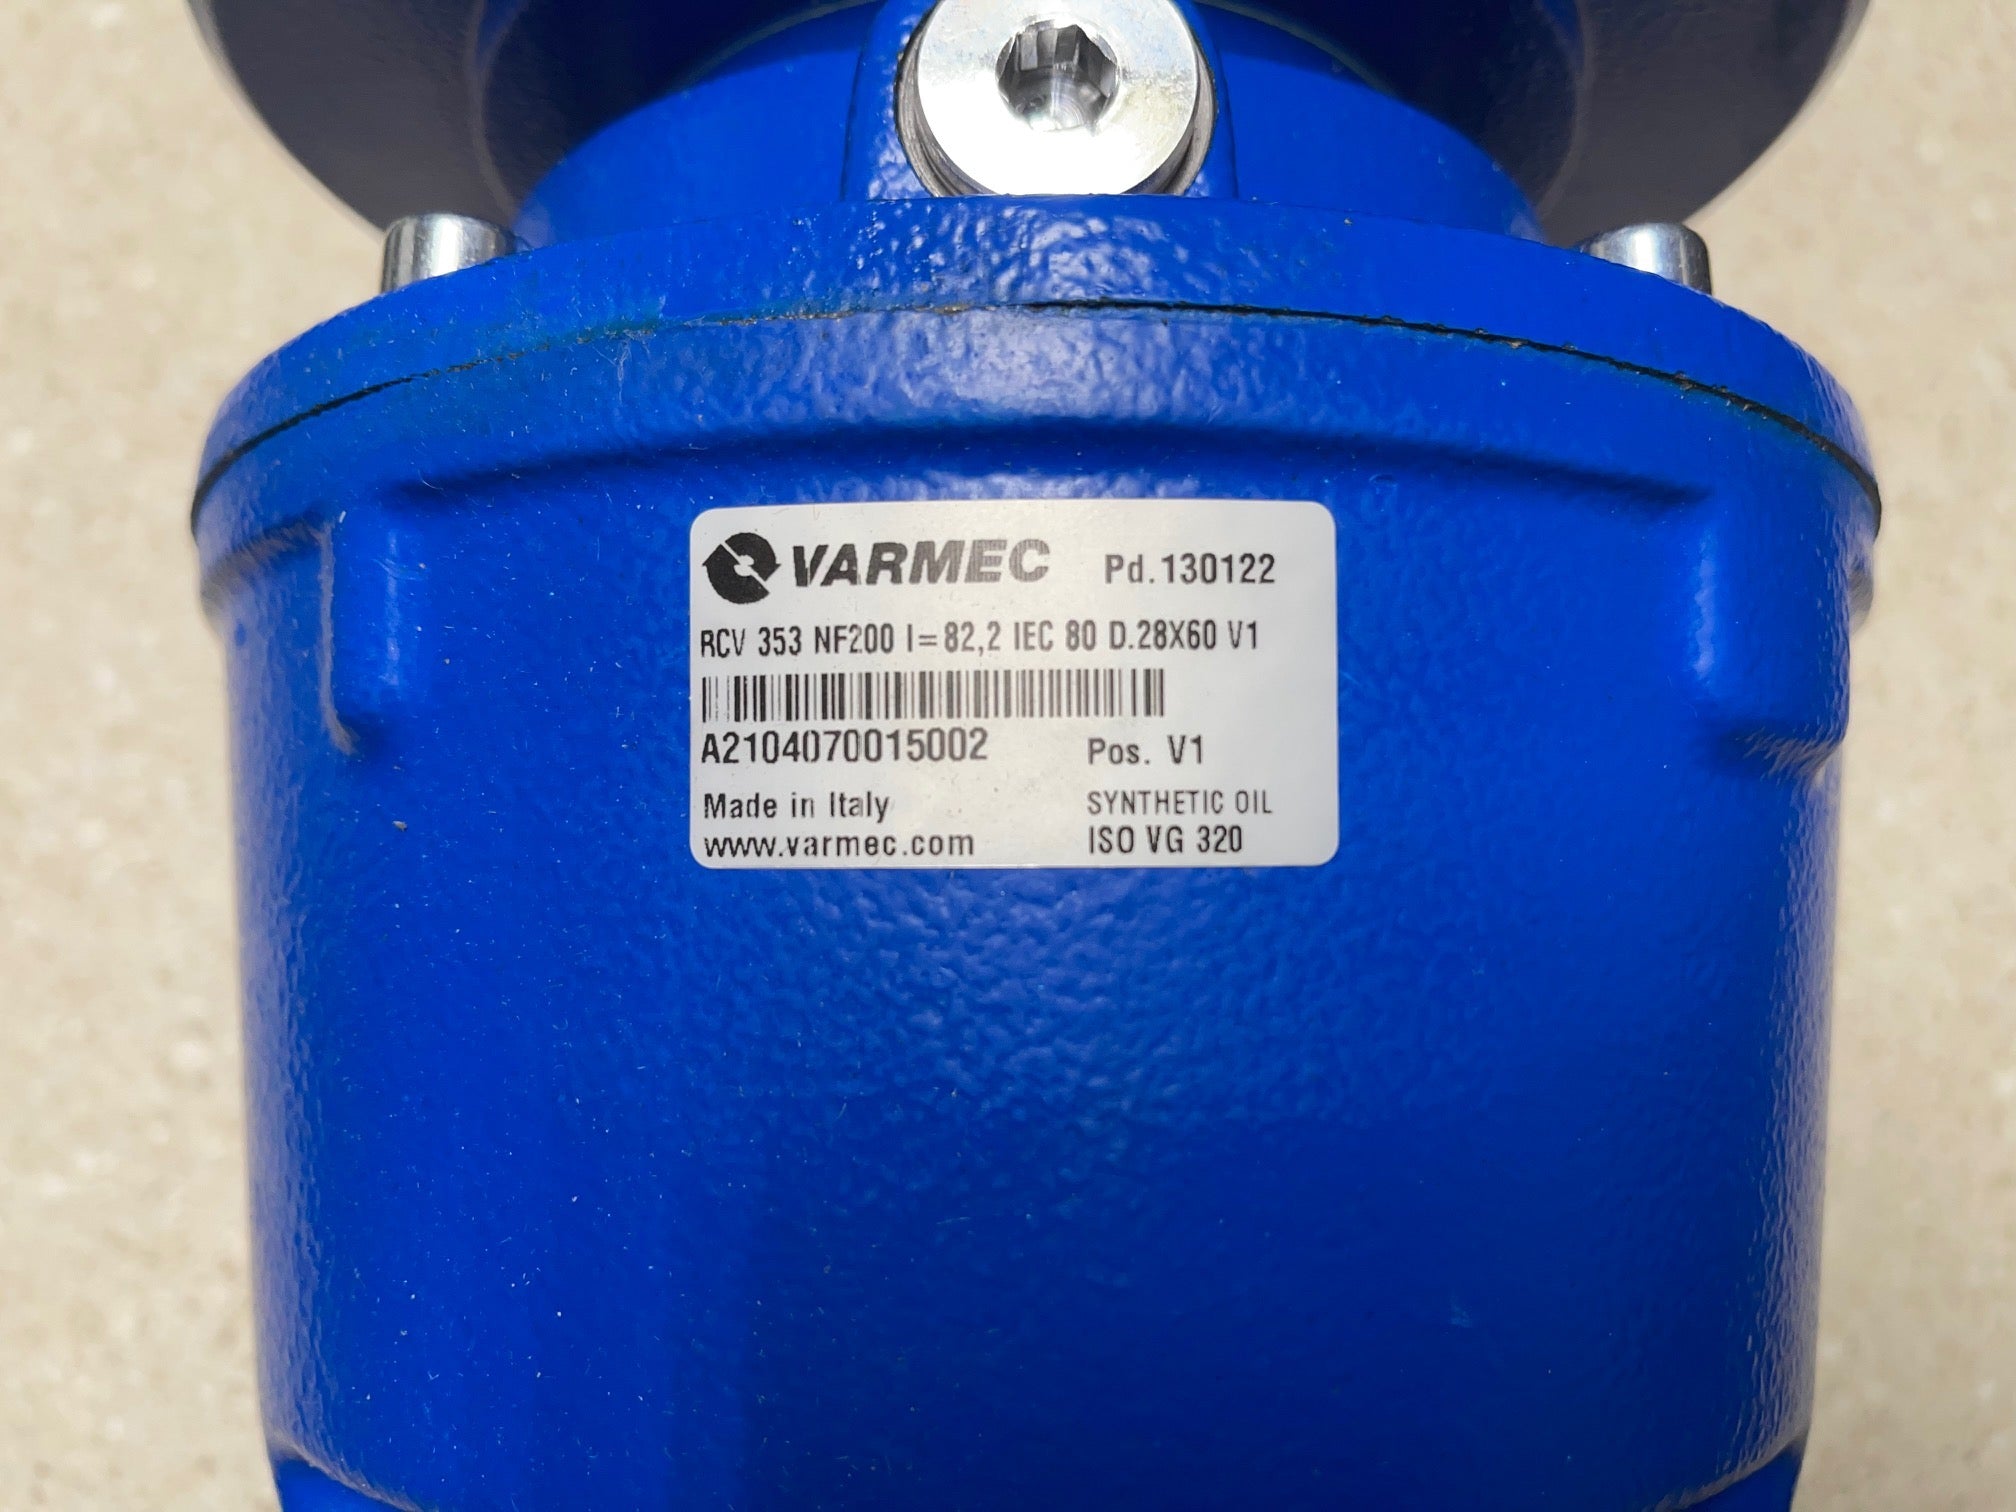 VARMEC Pd.130122
RCV 353 NF200 I=82,2 IEC 80 D.28X60 V1
A2104070015002 Pos. V1
Made in Italy SYNTHETIC OIL
www.varmec.com ISO VG 320